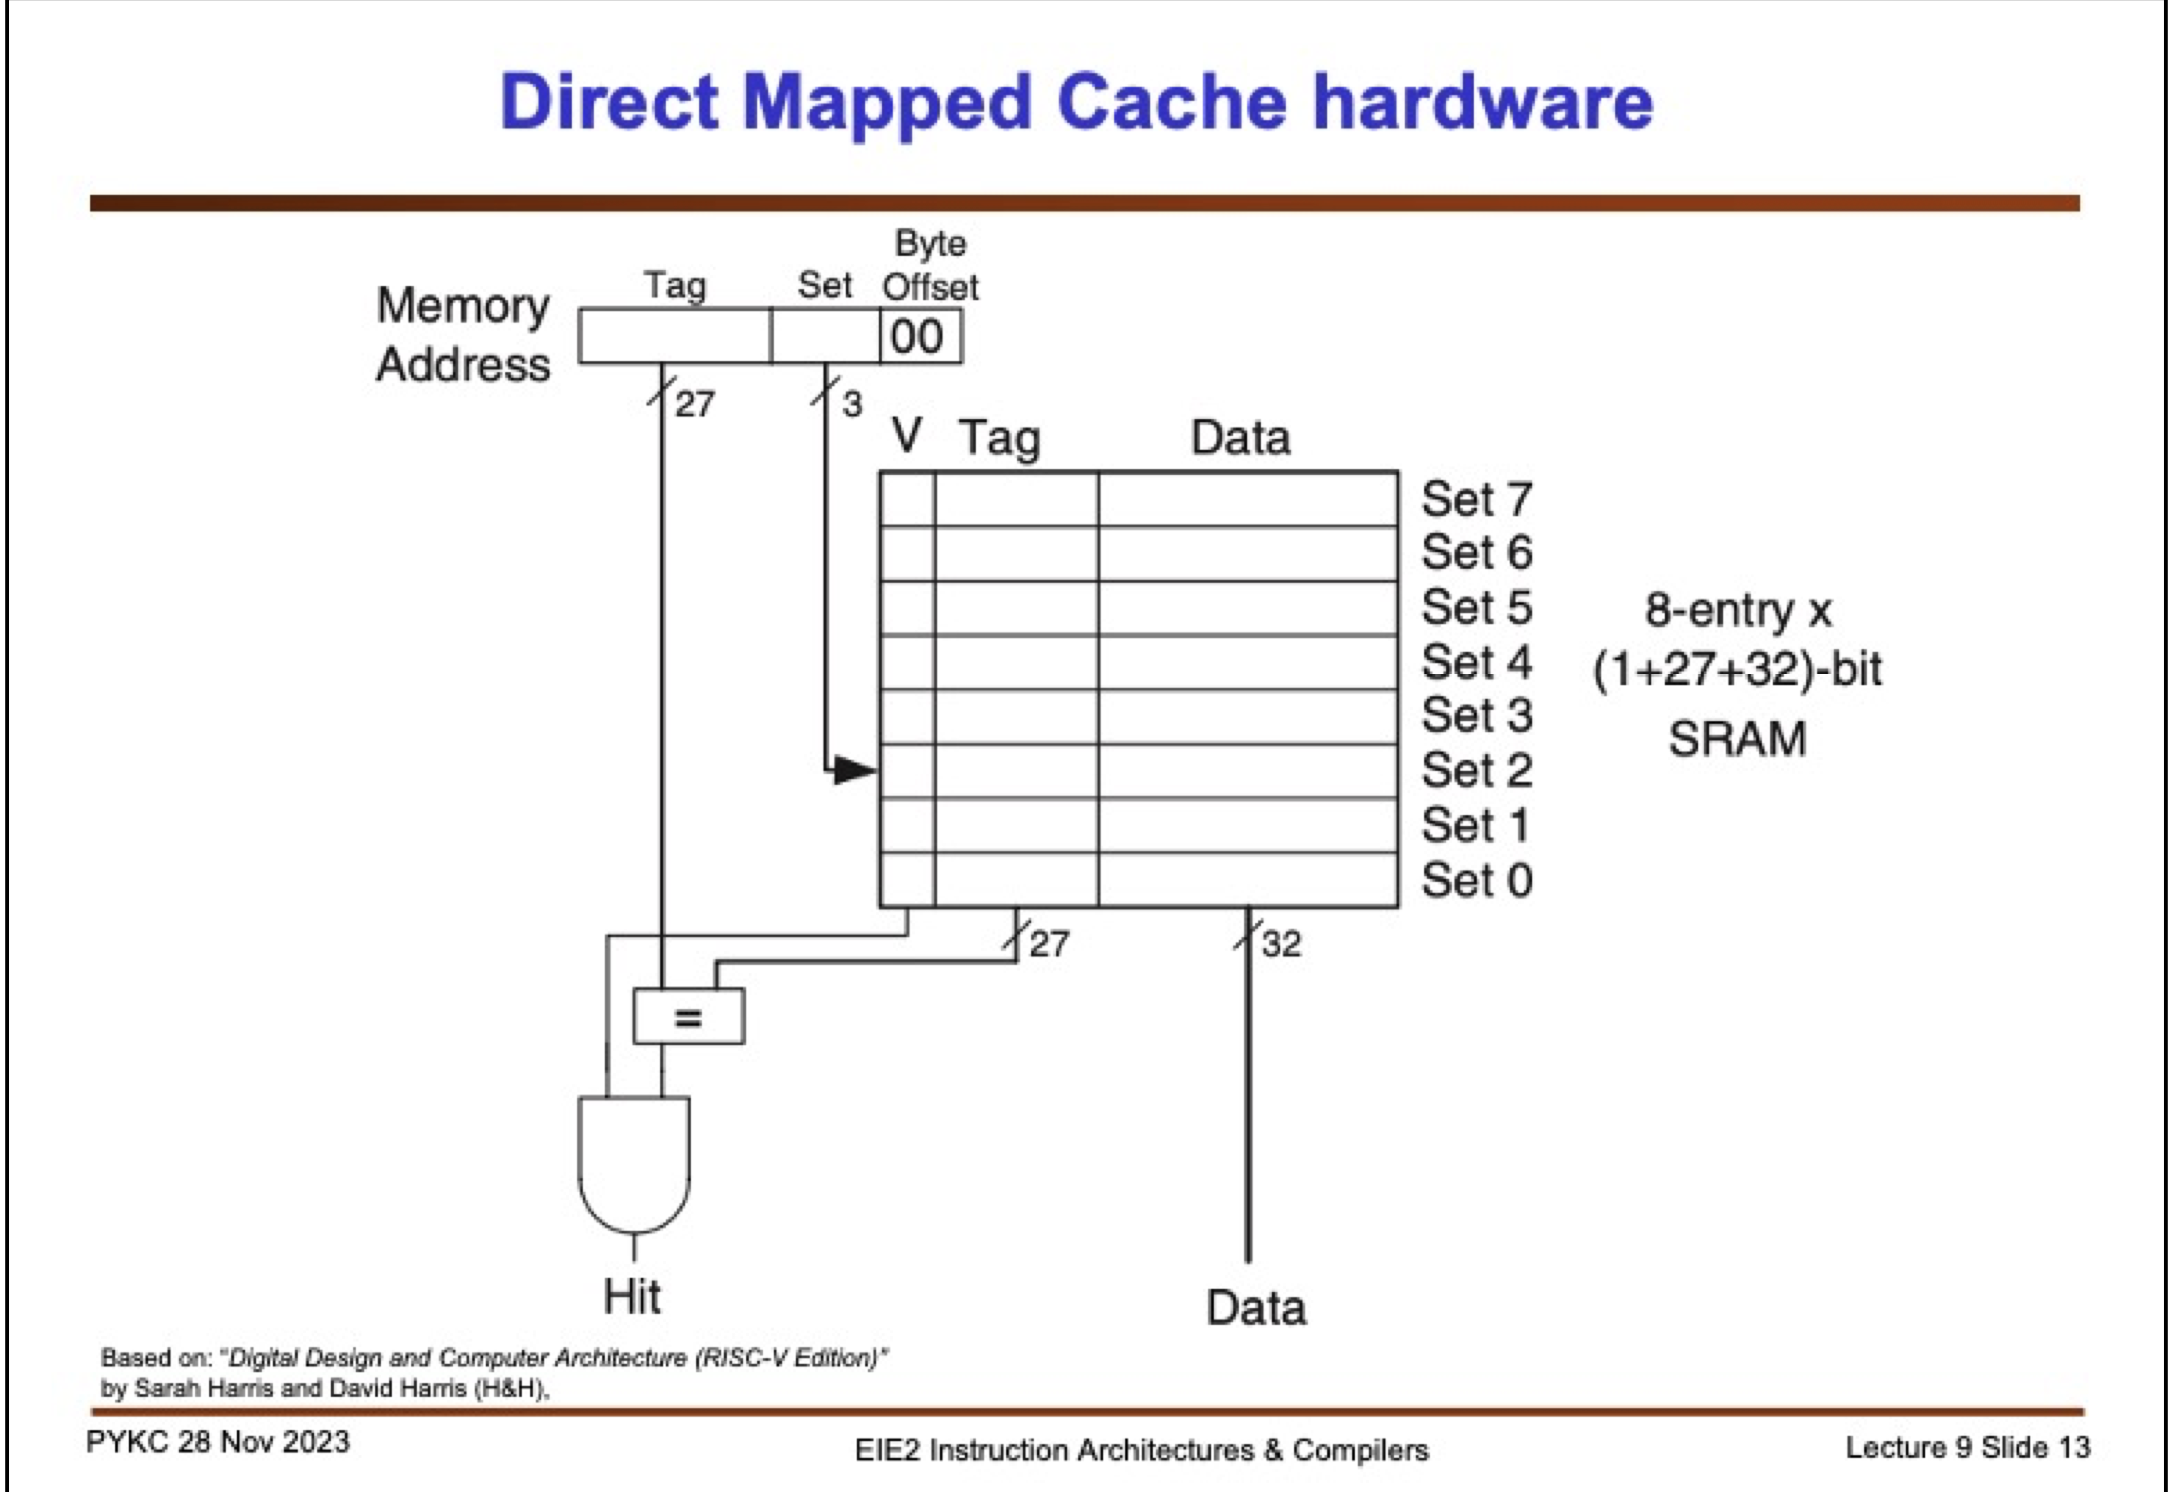 Direct Mapped Cache hardware
Byte
Tag Set Offset
Memory
Address
00
27
3
V Tag Data
Set 7
Set 6
Set 5
Set 4
Set 3
Set 2
Set 1
Set 0
8-entry x
(1+27+32)-bit
SRAM
27
32
=
Hit
Data
Based on: "Digital Design and Computer Architecture (RISC-V Edition)"
by Sarah Harris and David Harris (H&H),
PYKC 28 Nov 2023
EIE2 Instruction Architectures & Compilers
Lecture 9 Slide 13